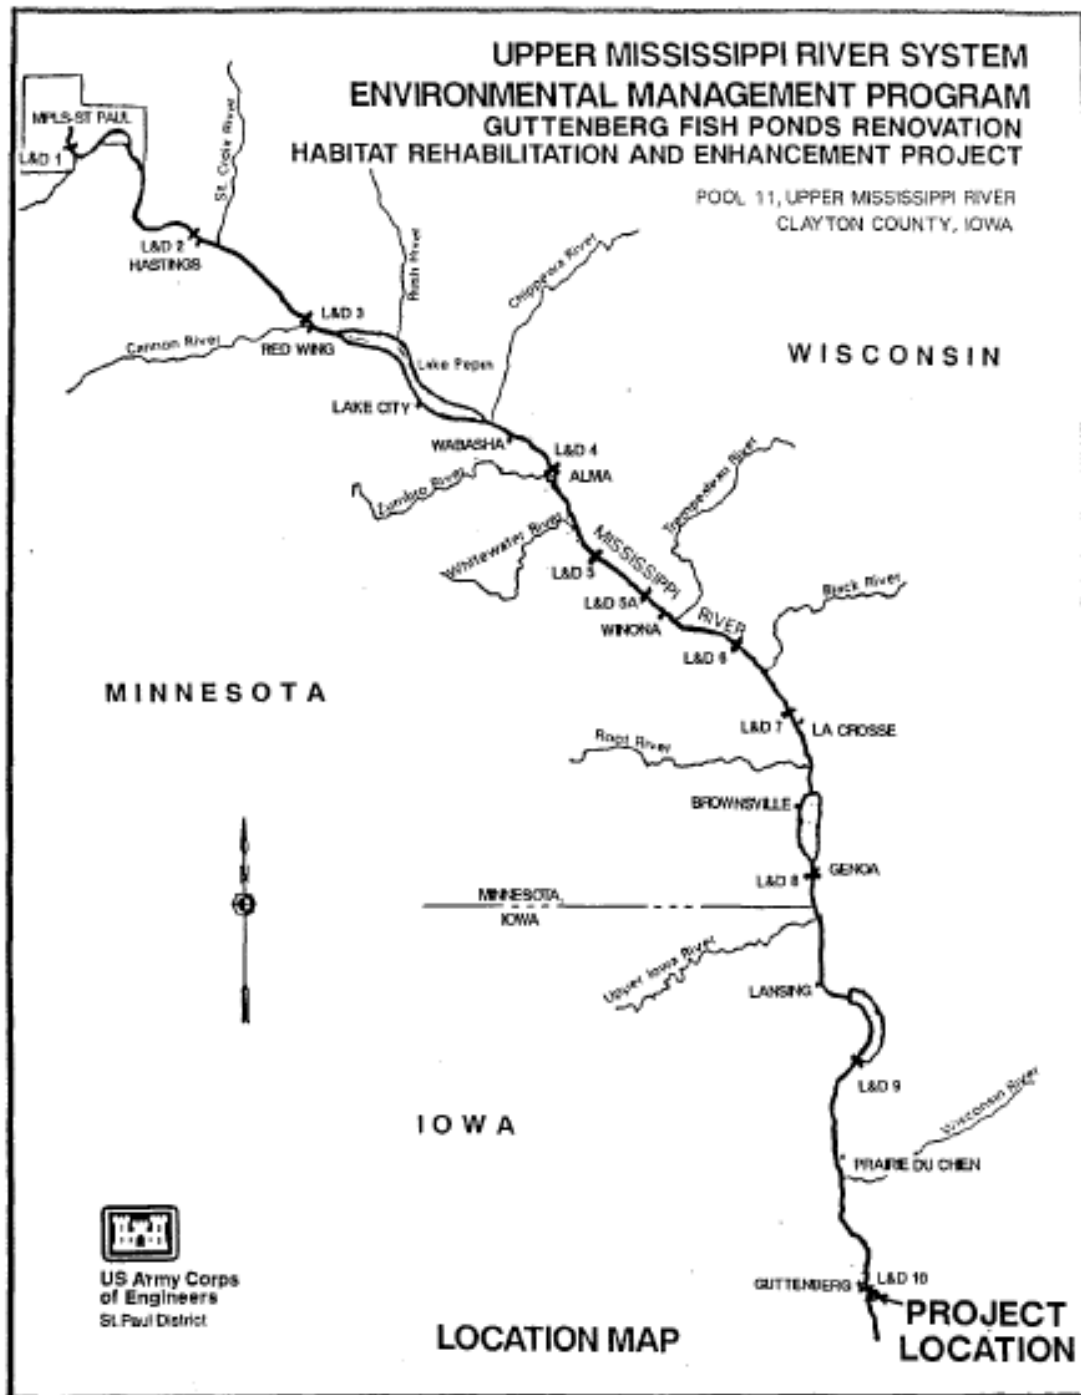 UPPER MISSISSIPPI RIVER SYSTEM
ENVIRONMENTAL MANAGEMENT PROGRAM
GUTTENBERG FISH PONDS RENOVATION
HABITAT REHABILITATION AND ENHANCEMENT PROJECT
POOL 11, UPPER MISSISSIPPI RIVER
CLAYTON COUNTY, IOWA
MPLS-ST PAUL
L&D 1
St. Croix River
L&D 2
HASTINGS
Rush River
Chippewa River
L&D 3
Cannon River
RED WING
Lake Pepin
WISCONSIN
LAKE CITY
WABASHA
L&D 4
ALMA
Zumbro River
Trempealeau River
Whitewater River
MISSISSIPPI
RIVER
L&D 5
L&D 5A
WINONA
Black River
L&D 6
MINNESOTA
L&D 7
LA CROSSE
Root River
BROWNSVILLE
GENOA
L&D 8
N
MINNESOTA
IOWA
Upper Iowa River
LANSING
L&D 9
Wisconsin River
IOWA
PRAIRIE DU CHIEN
US Army Corps
of Engineers
St. Paul District
GUTTENBERG
L&D 10
PROJECT
LOCATION
LOCATION MAP